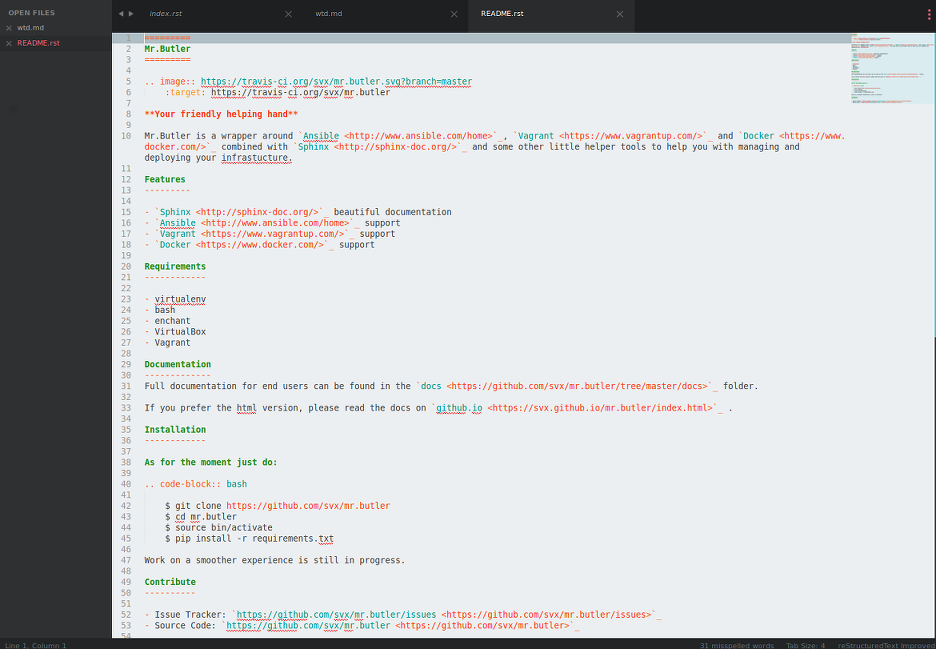 OPEN FILES
wtd.md
README.rst
index.rst
wtd.md
README.rst
1 =========
2 Mr.Butler
3 =========
4
5 .. image:: https://travis-ci.org/svx/mr.butler.svg?branch=master
6     :target: https://travis-ci.org/svx/mr.butler
7
8 **Your friendly helping hand**
9
10 Mr.Butler is a wrapper around `Ansible <http://www.ansible.com/home>`_, `Vagrant <https://www.vagrantup.com/>`_ and `Docker <https://www.
docker.com/>`_ combined with `Sphinx <http://sphinx-doc.org/>`_ and some other little helper tools to help you with managing and
deploying your infrastucture.
11
12 Features
13 ---------
14
15 - `Sphinx <http://sphinx-doc.org/>`_ beautiful documentation
16 - `Ansible <http://www.ansible.com/home>`_ support
17 - `Vagrant <https://www.vagrantup.com/>`_ support
18 - `Docker <https://www.docker.com/>`_ support
19
20 Requirements
21 ------------
22
23 - virtualenv
24 - bash
25 - enchant
26 - VirtualBox
27 - Vagrant
28
29 Documentation
30 -------------
31 Full documentation for end users can be found in the `docs <https://github.com/svx/mr.butler/tree/master/docs>`_ folder.
32
33 If you prefer the html version, please read the docs on `github.io <https://svx.github.io/mr.butler/index.html>`_ .
34
35 Installation
36 ------------
37
38 As for the moment just do:
39
40 .. code-block:: bash
41
42     $ git clone https://github.com/svx/mr.butler
43     $ cd mr.butler
44     $ source bin/activate
45     $ pip install -r requirements.txt
46
47 Work on a smoother experience is still in progress.
48
49 Contribute
50 ----------
51
52 - Issue Tracker: `https://github.com/svx/mr.butler/issues <https://github.com/svx/mr.butler/issues>`_
53 - Source Code: `https://github.com/svx/mr.butler <https://github.com/svx/mr.butler>`_
54
Line 1, Column 1
31 misspelled words
Tab Size: 4
reStructuredText Improved